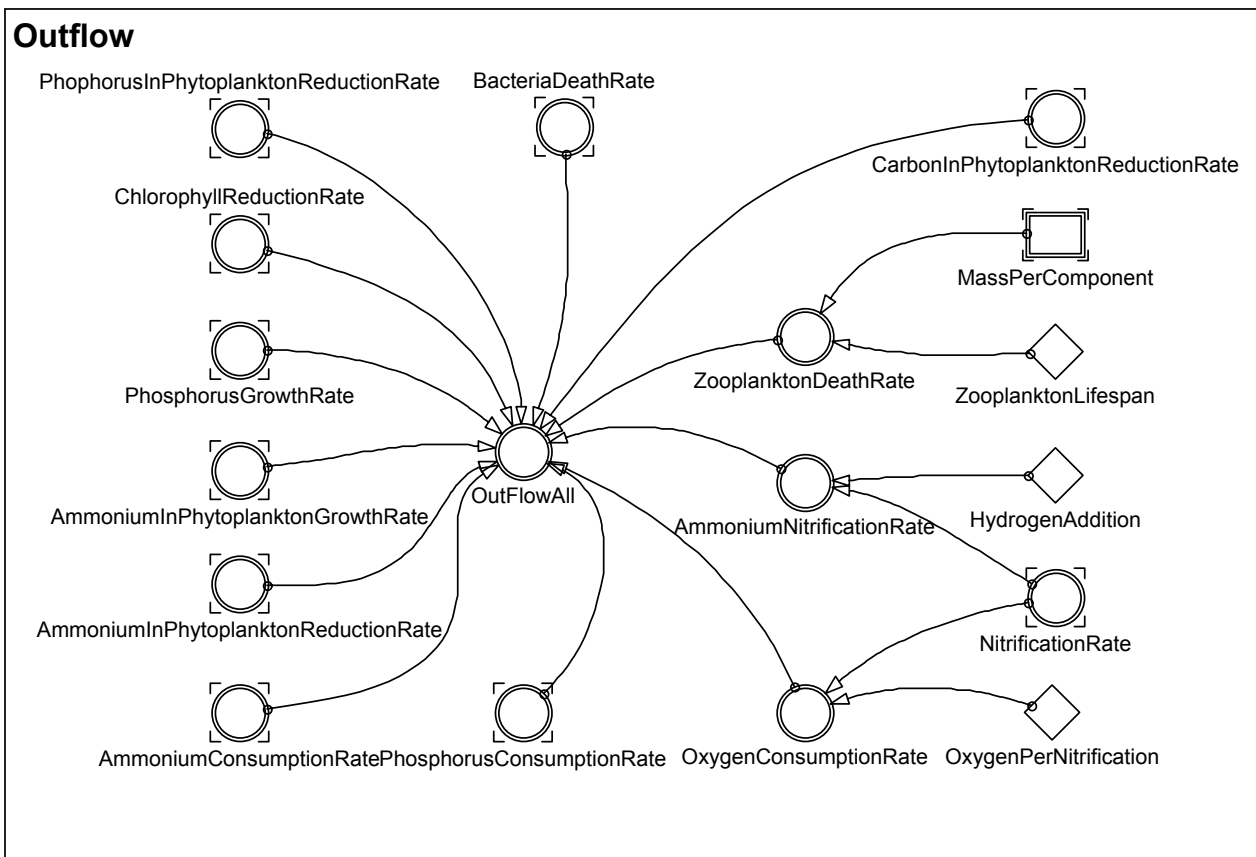 Outflow
PhophorusInPhytoplanktonReductionRate
BacteriaDeathRate
CarbonInPhytoplanktonReductionRate
ChlorophyllReductionRate
MassPerComponent
PhosphorusGrowthRate
ZooplanktonDeathRate
ZooplanktonLifespan
OutFlowAll
AmmoniumInPhytoplanktonGrowthRate
AmmoniumNitrificationRate
HydrogenAddition
AmmoniumInPhytoplanktonReductionRate
NitrificationRate
AmmoniumConsumptionRate
PhosphorusConsumptionRate
OxygenConsumptionRate
OxygenPerNitrification